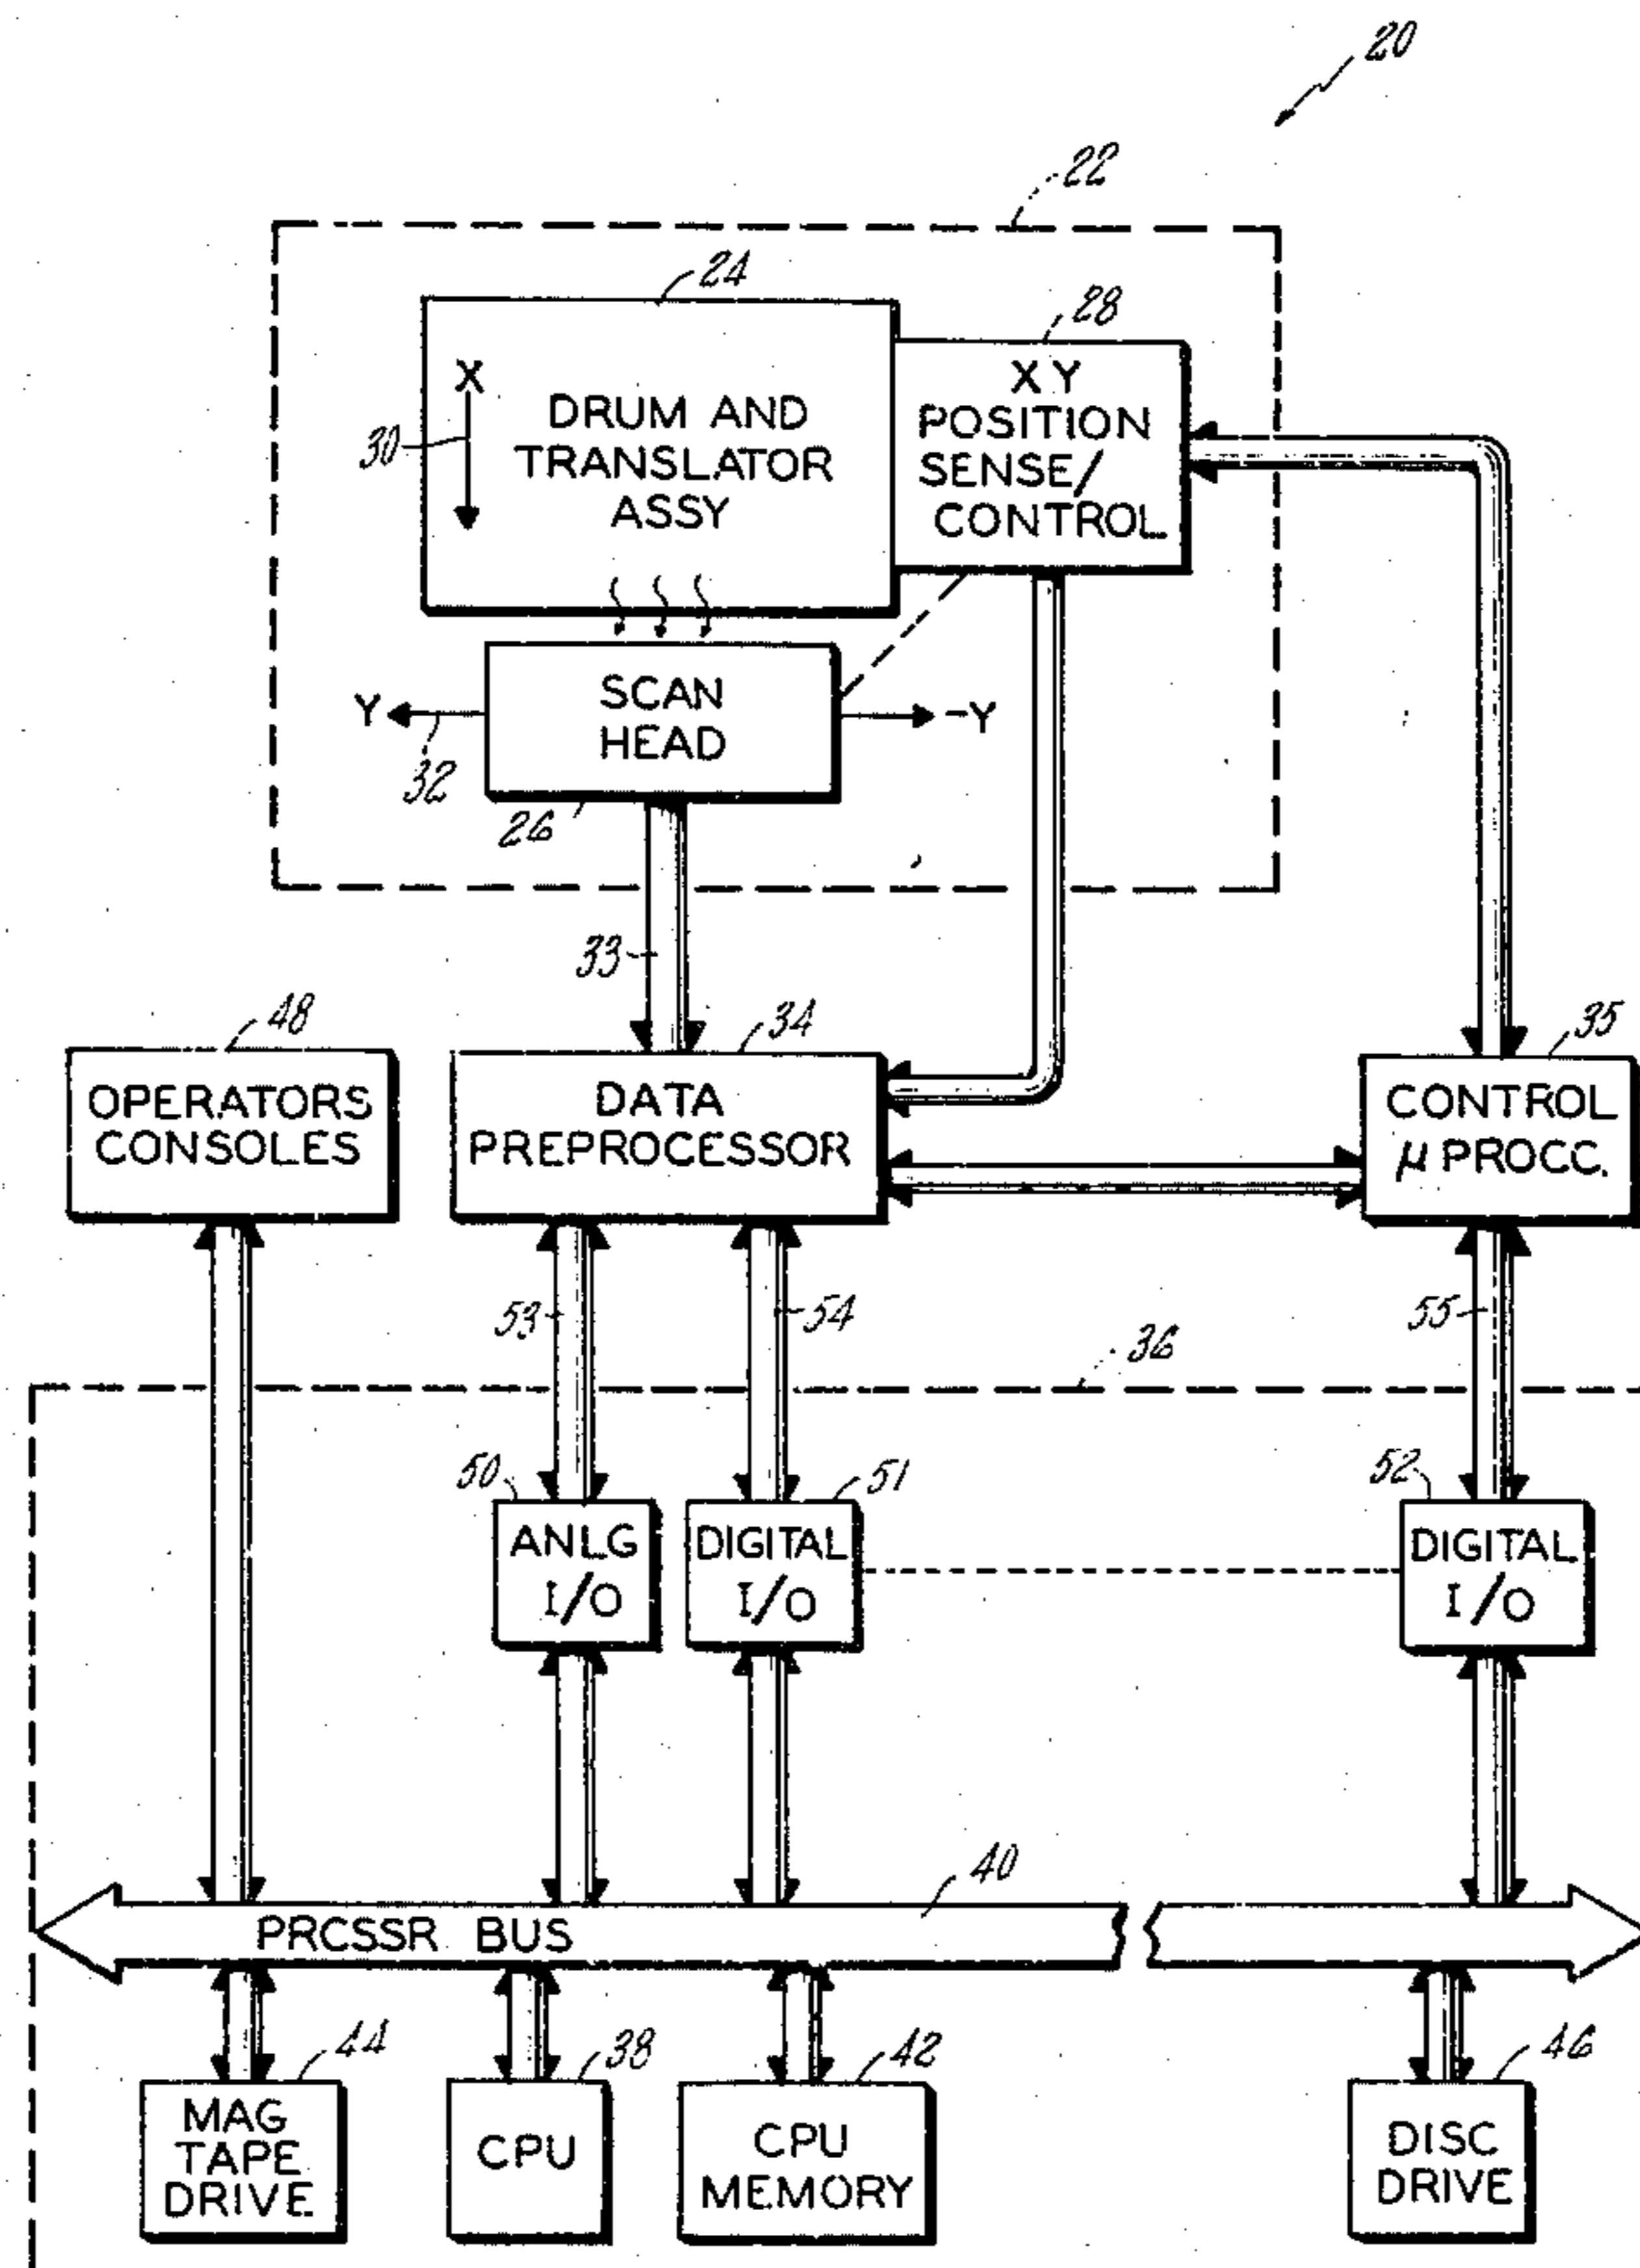 20
22
24
28
X
30
DRUM AND
TRANSLATOR
ASSY
X Y
POSITION
SENSE/
CONTROL
SCAN
HEAD
Y
-Y
32
26
33
48
34
35
OPERATORS
CONSOLES
DATA
PREPROCESSOR
CONTROL
μ PROCC.
53
54
55
36
50
51
52
ANLG
I/O
DIGITAL
I/O
DIGITAL
I/O
40
PRCSSR BUS
44
38
42
46
MAG
TAPE
DRIVE
CPU
CPU
MEMORY
DISC
DRIVE